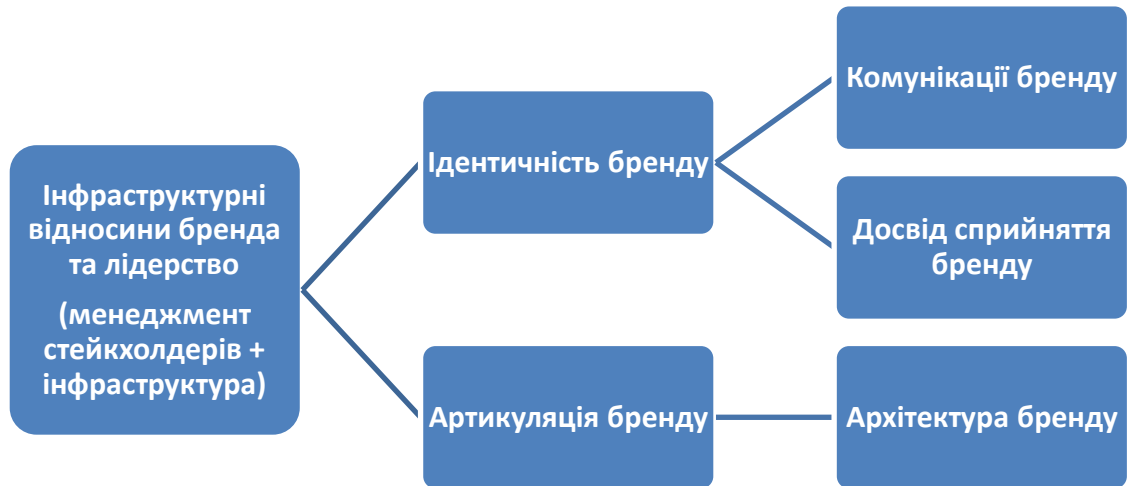 Інфраструктурні
відносини бренда
та лідерство
(менеджмент
стейкхолдерів +
інфраструктура)
Ідентичність бренду
Артикуляція бренду
Комунікації бренду
Досвід сприйняття
бренду
Архітектура бренду